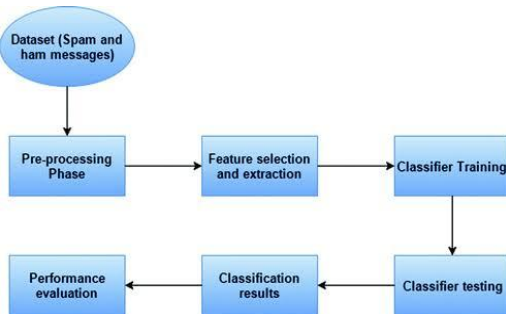 Dataset (Spam and
ham messages)
Pre-processing
Phase
Feature selection
and extraction
Classifier Training
Classifier testing
Classification
results
Performance
evaluation